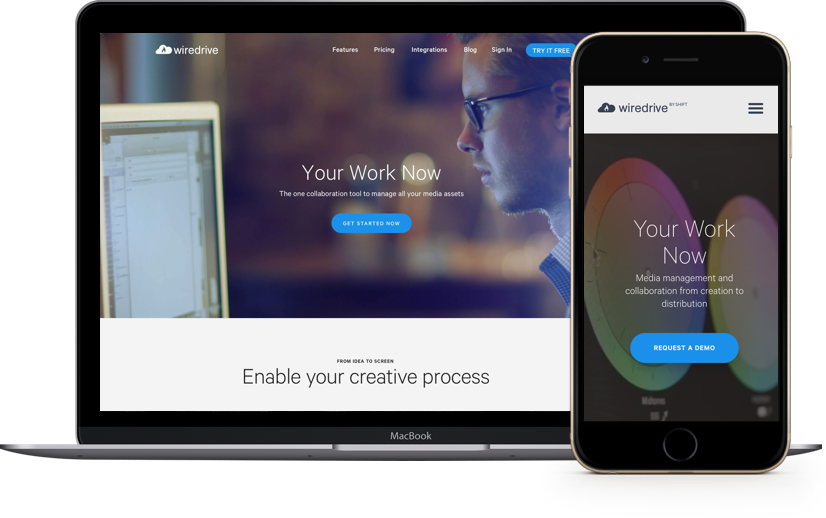 wiredrive
Features Pricing Integrations Blog Sign In TRY IT FREE
Your Work Now
The one collaboration tool to manage all your media assets
GET STARTED NOW
FROM IDEA TO SCREEN
Enable your creative process
MacBook
wiredrive BY SHIFT
Your Work
Now
Media management and
collaboration from creation to
distribution
REQUEST A DEMO